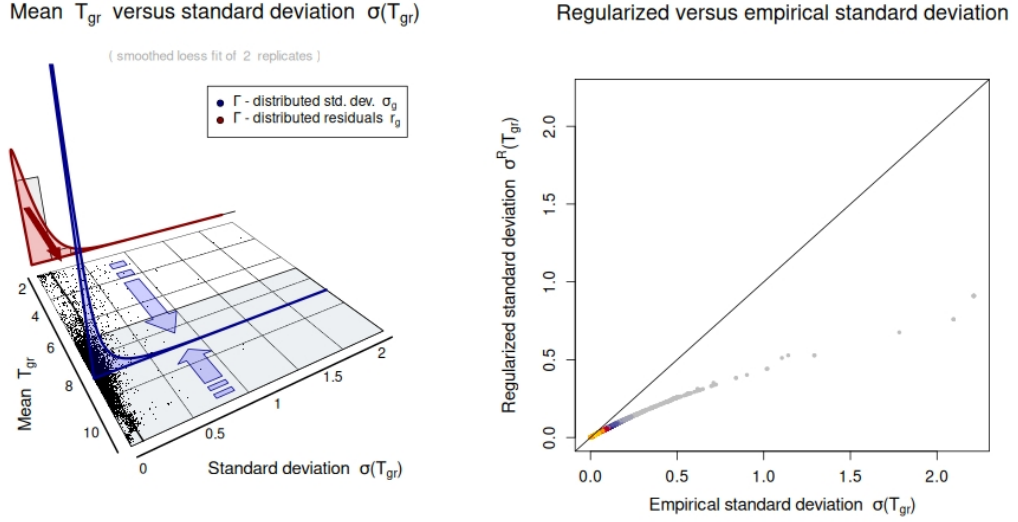 Mean T_gr versus standard deviation σ(T_gr)
( smoothed loess fit of 2 replicates )
Γ - distributed std. dev. σ_g
Γ - distributed residuals r_g
2
4
6
8
10
Mean T_gr
0
0.5
1
1.5
2
Standard deviation σ(T_gr)
Regularized versus empirical standard deviation
Regularized standard deviation σ^R(T_gr)
2.0
1.5
1.0
0.5
0.0
0.0 0.5 1.0 1.5 2.0
Empirical standard deviation σ(T_gr)